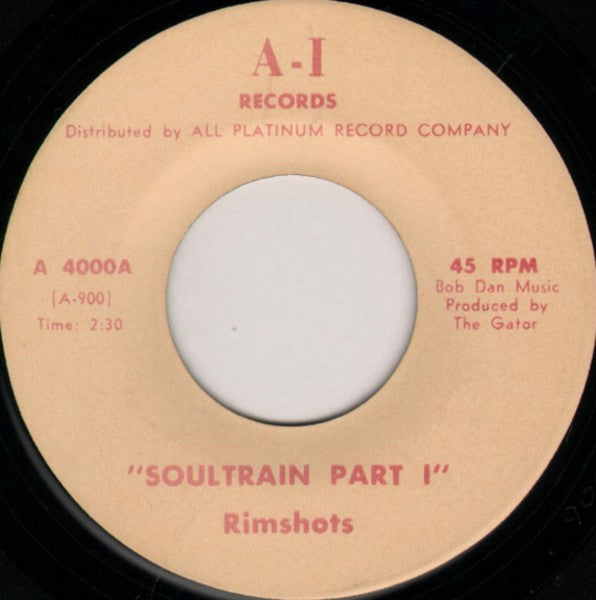 A-I
RECORDS
Distributed by ALL PLATINUM RECORD COMPANY
A 4000A
(A-900)
Time: 2:30
45 RPM
Bob Dan Music
Produced by
The Gator
"SOULTRAIN PART I"
Rimshots